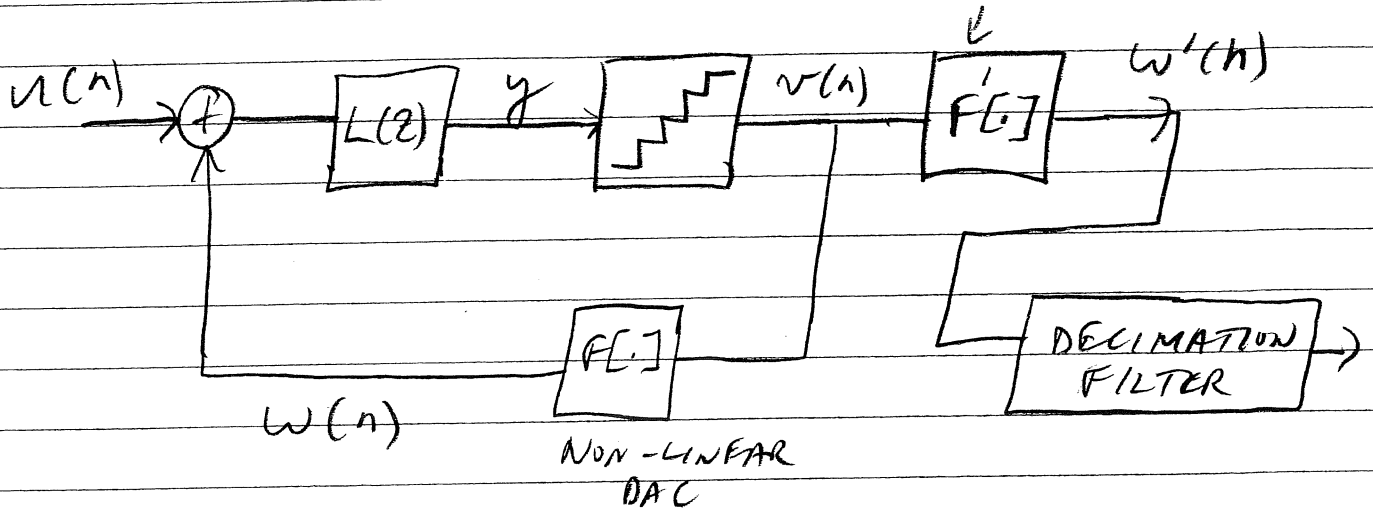 u(n)
+
L(z)
y
v(n)
F'[.]
w'(n)
F[.]
w(n)
NON-LINEAR
DAC
DECIMATION
FILTER